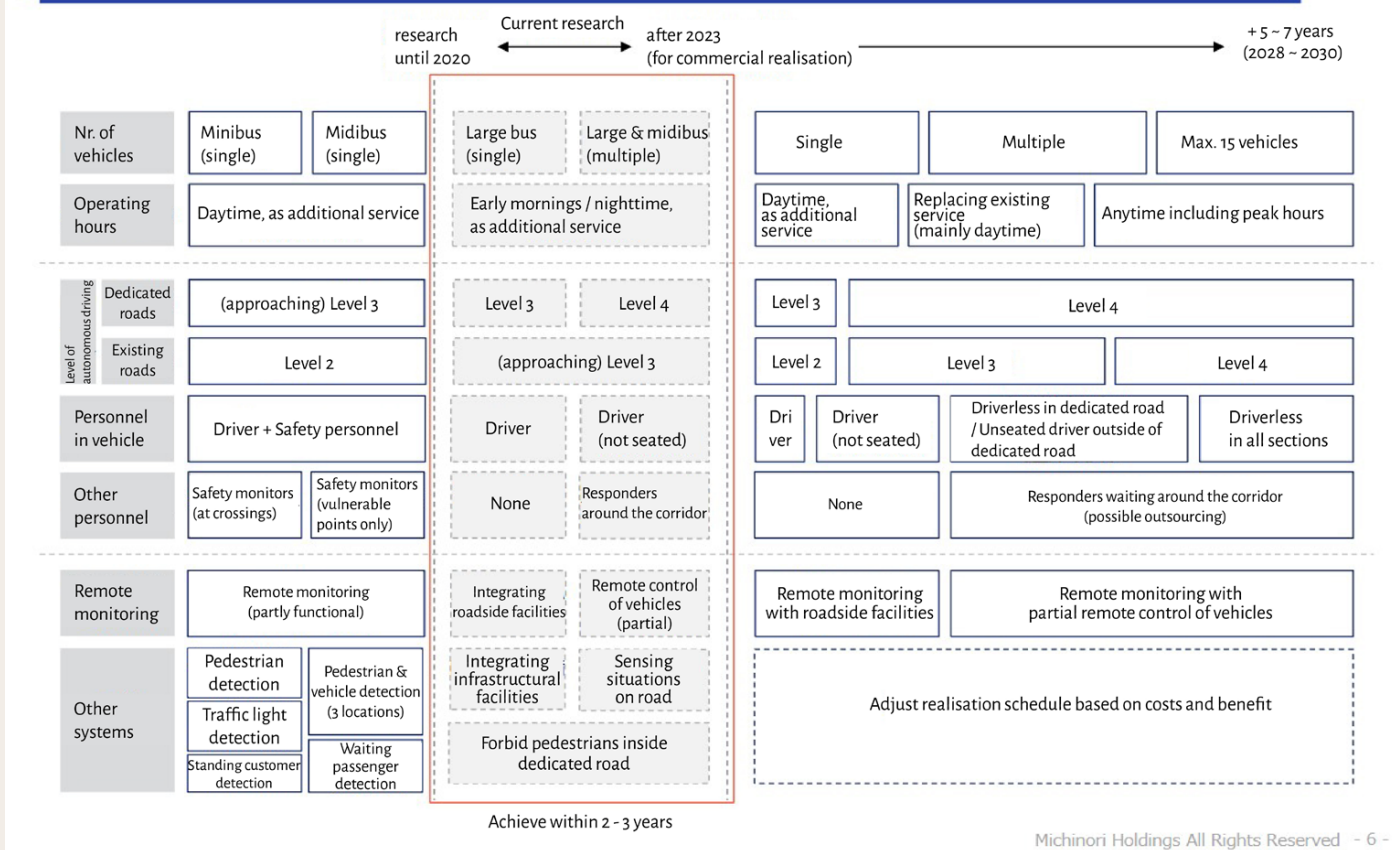 research
until 2020
Current research
after 2023
(for commercial realisation)
+ 5 ~ 7 years
(2028 ~ 2030)
Nr. of
vehicles
Minibus
(single)
Midibus
(single)
Large bus
(single)
Large & midibus
(multiple)
Single
Multiple
Max. 15 vehicles
Operating
hours
Daytime, as additional service
Early mornings / nighttime,
as additional service
Daytime,
as additional
service
Replacing existing
service
(mainly daytime)
Anytime including peak hours
Level of
autonomous driving
Dedicated
roads
(approaching) Level 3
Level 3
Level 4
Level 3
Level 4
Existing
roads
Level 2
(approaching) Level 3
Level 2
Level 3
Level 4
Personnel
in vehicle
Driver + Safety personnel
Driver
Driver
(not seated)
Dri
ver
Driver
(not seated)
Driverless in dedicated road
/ Unseated driver outside of
dedicated road
Driverless
in all sections
Other
personnel
Safety monitors
(at crossings)
Safety monitors
(vulnerable
points only)
None
Responders
around the corridor
None
Responders waiting around the corridor
(possible outsourcing)
Remote
monitoring
Remote monitoring
(partly functional)
Integrating
roadside facilities
Remote control
of vehicles
(partial)
Remote monitoring
with roadside facilities
Remote monitoring with
partial remote control of vehicles
Other
systems
Pedestrian
detection
Traffic light
detection
Standing customer
detection
Pedestrian &
vehicle detection
(3 locations)
Waiting
passenger
detection
Integrating
infrastructural
facilities
Sensing
situations
on road
Forbid pedestrians inside
dedicated road
Adjust realisation schedule based on costs and benefit
Achieve within 2 - 3 years
Michinori Holdings All Rights Reserved - 6 -